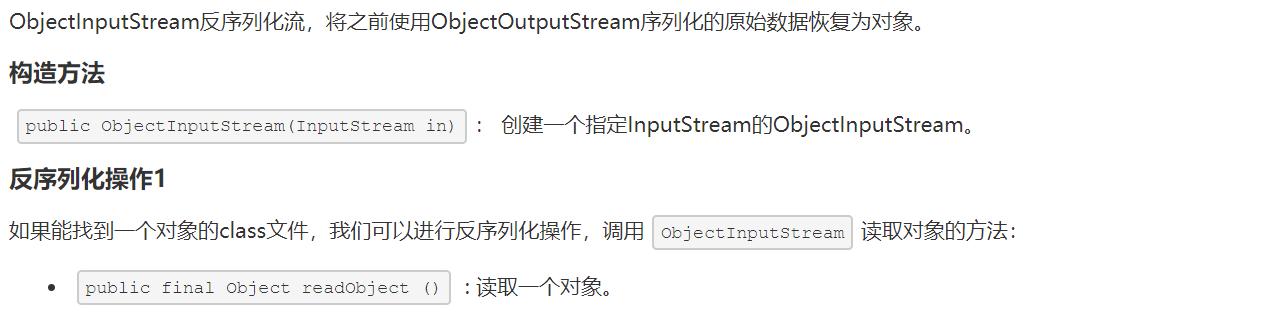 ObjectInputStream反序列化流，将之前使用ObjectOutputStream序列化的原始数据恢复为对象。
构造方法
public ObjectInputStream(InputStream in) ： 创建一个指定InputStream的ObjectInputStream。
反序列化操作1
如果能找到一个对象的class文件，我们可以进行反序列化操作，调用 ObjectInputStream 读取对象的方法：
• public final Object readObject () : 读取一个对象。